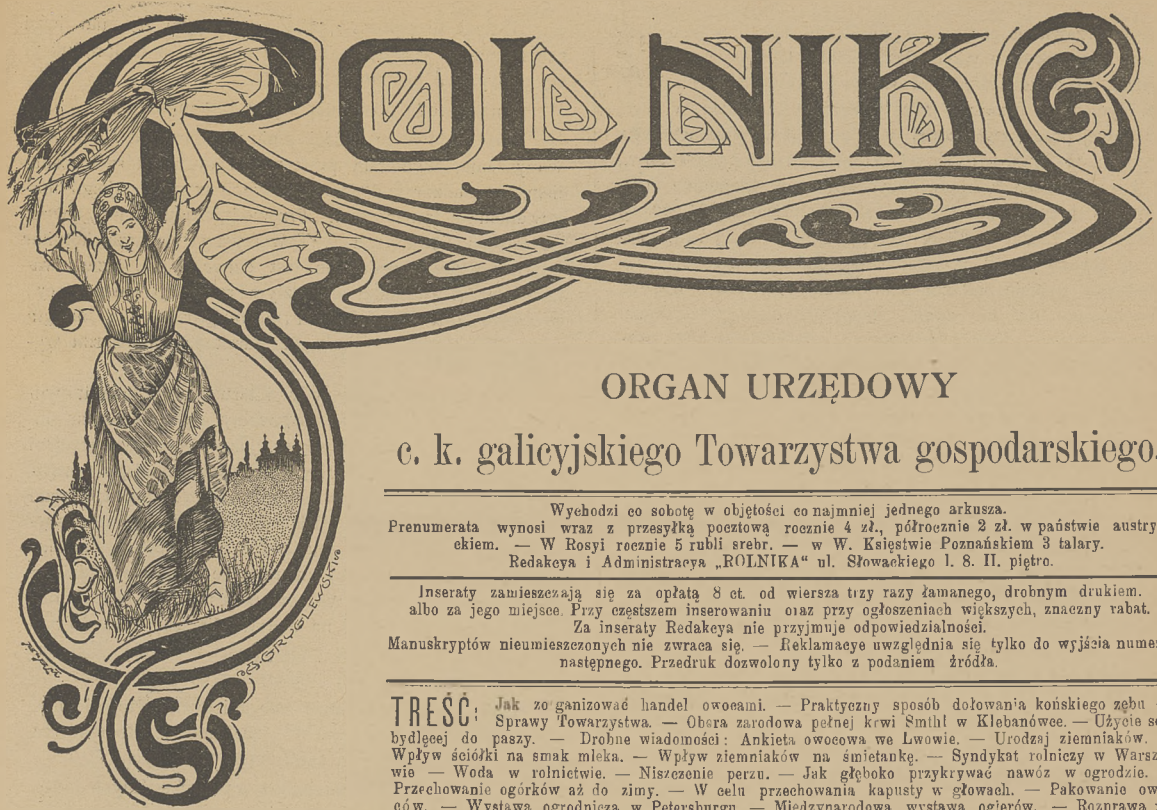 ROLNIK
ORGAN URZĘDOWY
c. k. galicyjskiego Towarzystwa gospodarskiego.
Wychodzi co sobotę w objętości co najmniej jednego arkusza.
Prenumerata wynosi wraz z przesyłką pocztową rocznie 4 zł., półrocznie 2 zł. w państwie austry-
ckiem. — W Rosyi rocznie 5 rubli srebr. — w W. Księstwie Poznańskiem 3 talary.
Redakcya i Administracya „ROLNIKA“ ul. Słowackiego l. 8. II. piętro.
Inseraty zamieszczają się za opłatą 8 ct. od wiersza trzy razy łamanego, drobnym drukiem.
albo za jego miejsce. Przy częstszem inserowaniu oraz przy ogłoszeniach większych, znaczny rabat.
Za inseraty Redakcya nie przyjmuje odpowiedzialności.
Manuskryptów nieumieszczonych nie zwraca się. — Reklamacye uwzględnia się tylko do wyjścia nume
następnego. Przedruk dozwolony tylko z podaniem źródła.
TREŚĆ: Jak zo ganizować handel owocami. — Praktyczny sposób dołowania końskiego zębu
Sprawy Towarzystwa. — Obora zarodowa pełnej krwi Smthl w Klebanówce. — Użycie se
bydlęcej do paszy. — Drobne wiadomości: Ankieta owocowa we Lwowie. — Urodzaj ziemniaków.
Wpływ ściółki na smak mleka. — Wpływ ziemniaków na śmietankę. — Syndykat rolniczy w Warsz
wie — Woda w rolnictwie. — Niszczenie perzu. — Jak głęboko przykrywać nawóz w ogrodzie.
Przechowanie ogórków aż do zimy. — W celu przechowania kapusty w głowach. — Pakowanie ow
ców. — Wystawa ogrodnicza w Petersburgu. — Międzynarodowa wystawa ogierów. — Rozprawa
GRYGLEWSKI